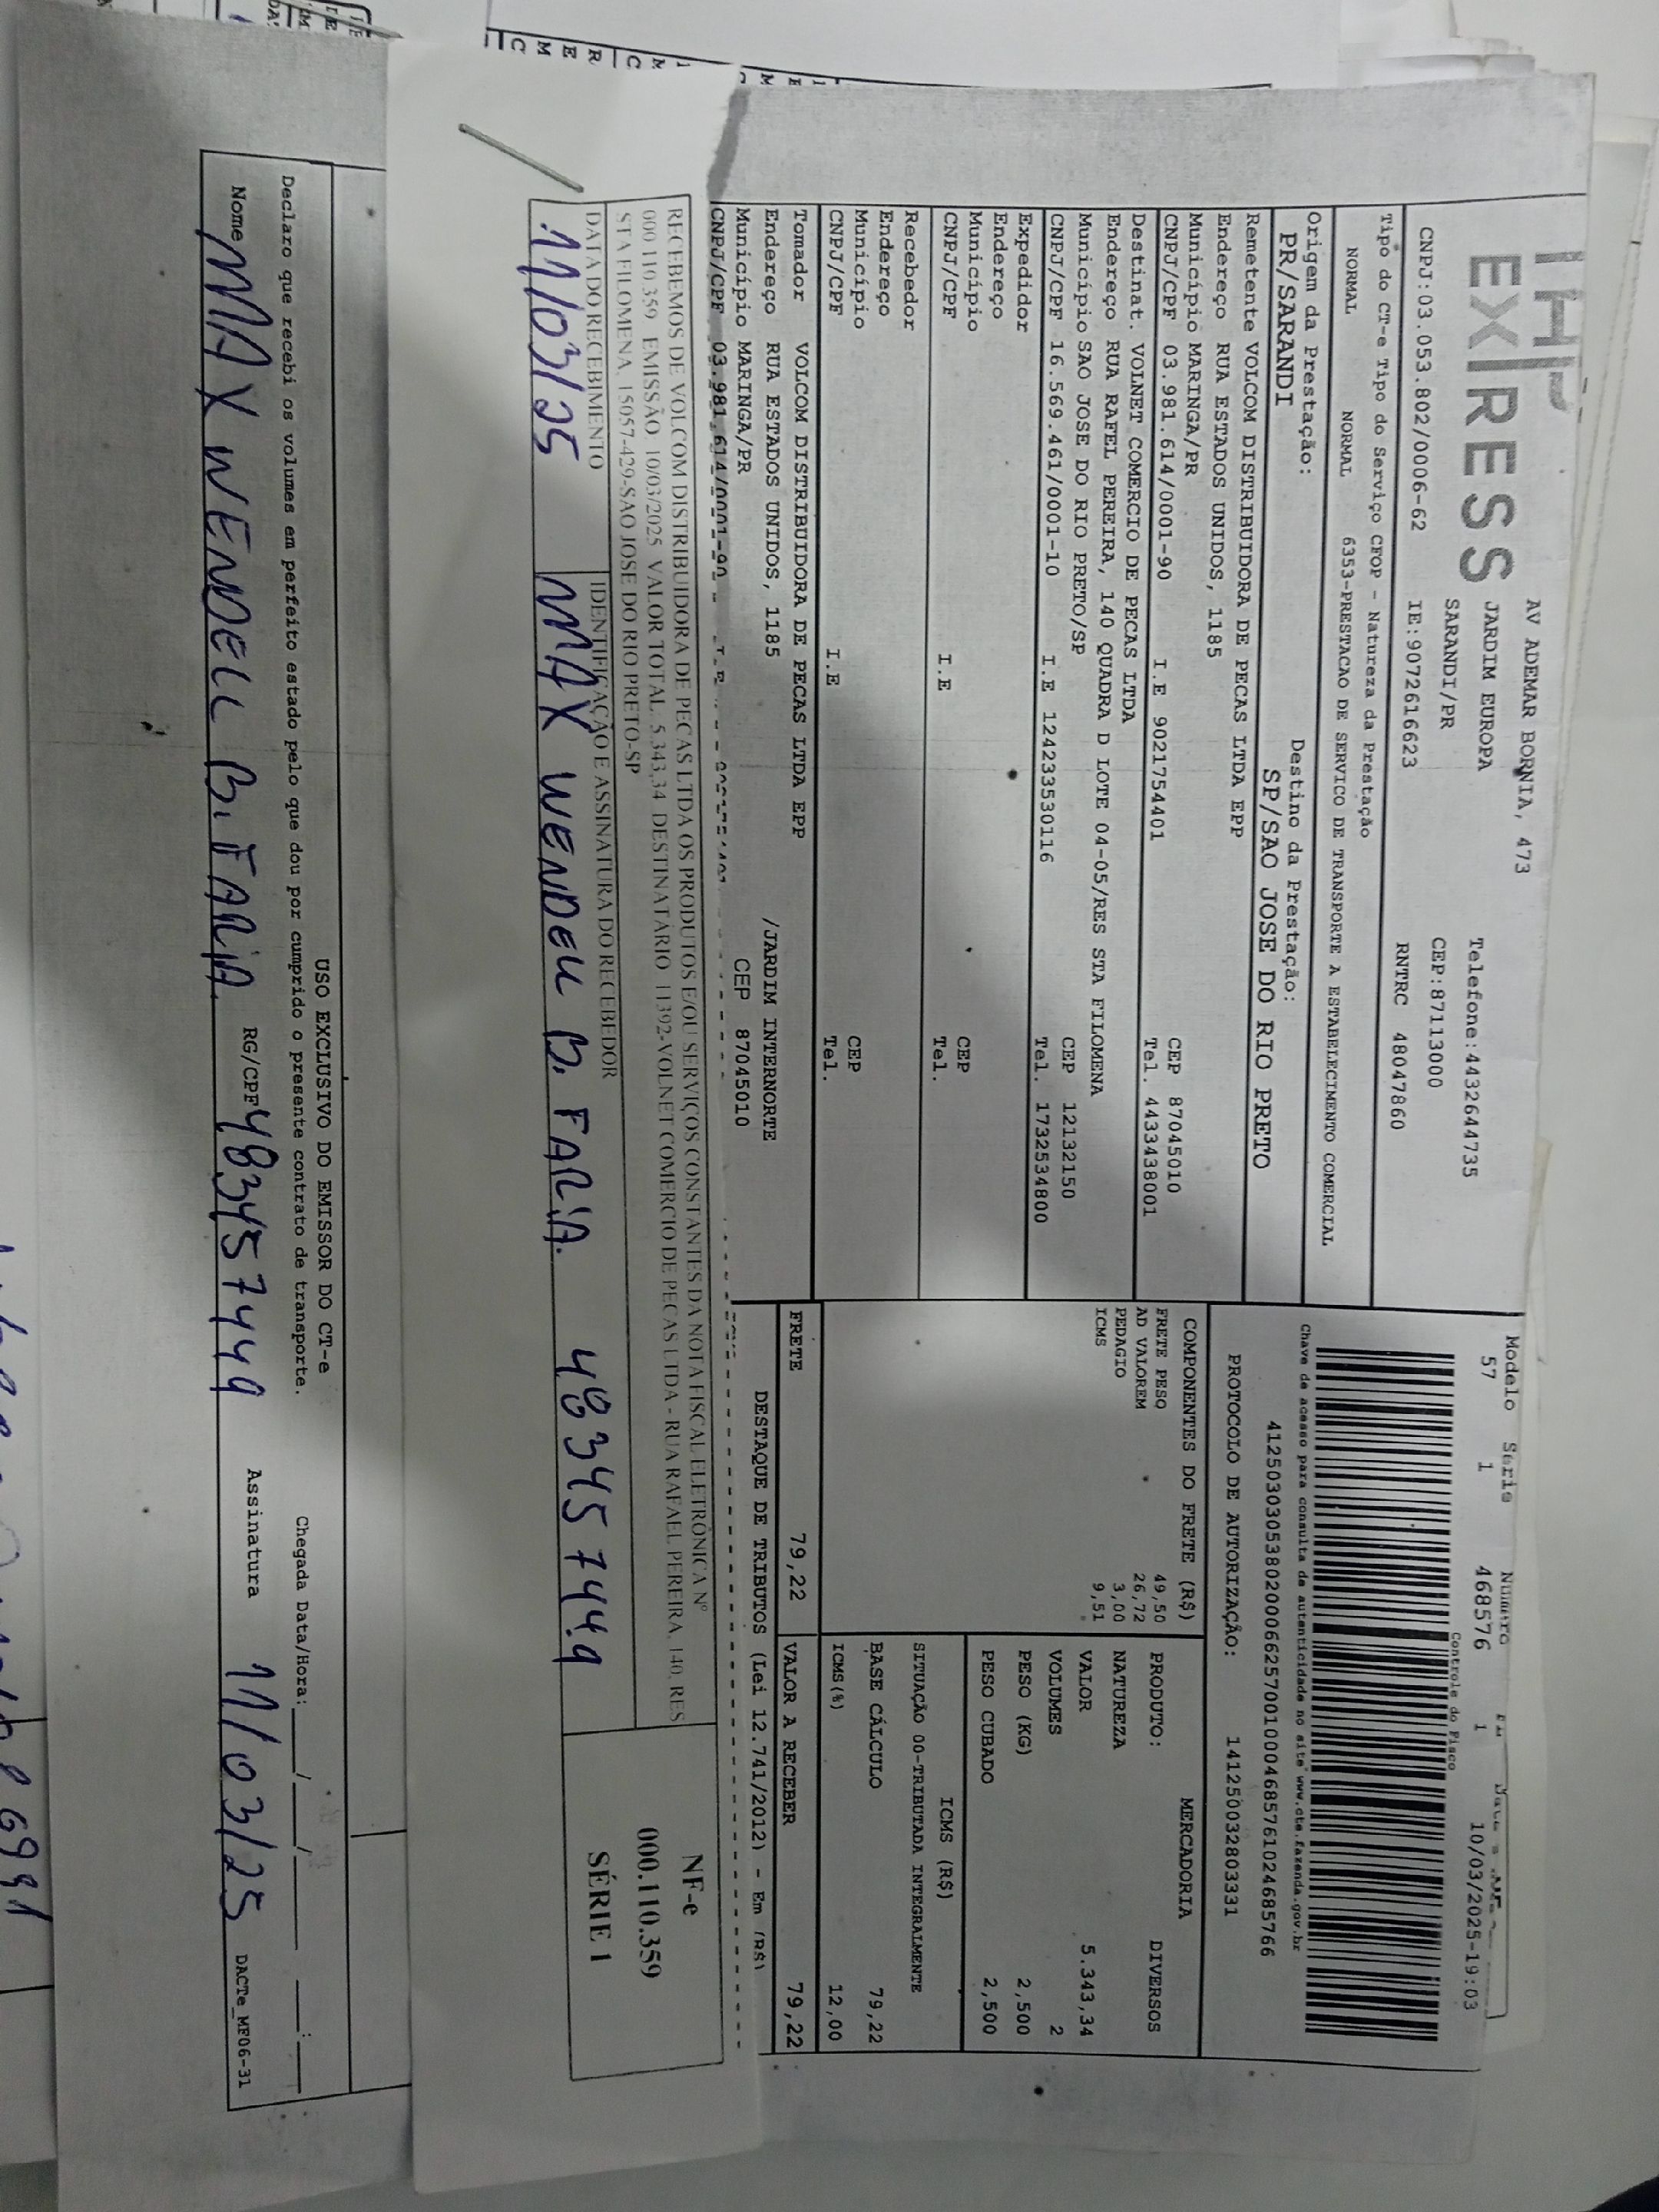 EXPRESS
AV ADEMAR BORNIA, 473
JARDIM EUROPA
SARANDI/PR
Telefone:4432644735
CEP:87113000
CNPJ:03.053.802/0006-62 IE:9072616623 RNTRC 48047860
Modelo Série Número
57 1 468576 1 10/03/2025-19:03
Controle do Fisco
Chave de acesso para consulta de autenticidade no site www.cte.fazenda.gov.br
41250303053802000662570010004685761024685766
PROTOCOLO DE AUTORIZAÇÃO: 141250032803331
Tipo do CT-e Tipo do Serviço CFOP - Natureza da Prestação
NORMAL NORMAL 6353-PRESTACAO DE SERVICO DE TRANSPORTE A ESTABELECIMENTO COMERCIAL
Origem da Prestação: Destino da Prestação:
PR/SARANDI SP/SAO JOSE DO RIO PRETO
Remetente VOLCOM DISTRIBUIDORA DE PECAS LTDA EPP
Endereço RUA ESTADOS UNIDOS, 1185
Município MARINGA/PR CEP 87045010
CNPJ/CPF 03.981.614/0001-90 I.E 9021754401 Tel. 4433438001
Destinat. VOLNET COMERCIO DE PECAS LTDA
Endereço RUA RAFEL PEREIRA, 140 QUADRA D LOTE 04-05/RES STA FILOMENA
Município SAO JOSE DO RIO PRETO/SP CEP 12132150
CNPJ/CPF 16.569.461/0001-10 I.E 124233530116 Tel. 1732534800
Expedidor
Endereço
Município CEP
CNPJ/CPF I.E Tel.
Recebedor
Endereço
Município CEP
CNPJ/CPF I.E Tel.
Tomador VOLCOM DISTRIBUIDORA DE PECAS LTDA EPP
Endereço RUA ESTADOS UNIDOS, 1185 /JARDIM INTERNORTE
Município MARINGA/PR CEP 87045010
CNPJ/CPF 03.981.614/0001-90
COMPONENTES DO FRETE (R$)
FRETE PESO 49,50
AD VALOREM 26,72
PEDAGIO 3,00
ICMS 9,51
MERCADORIA
PRODUTO: DIVERSOS
NATUREZA
VALOR 5.343,34
VOLUMES 2
PESO (KG) 2,500
PESO CUBADO 2,500
ICMS (R$)
SITUAÇÃO 00-TRIBUTADA INTEGRALMENTE
BASE CÁLCULO 79,22
ICMS(%) 12,00
FRETE 79,22 VALOR A RECEBER 79,22
DESTAQUE DE TRIBUTOS (Lei 12.741/2012) - Em (R$)
RECEBEMOS DE VOLCOM DISTRIBUIDORA DE PECAS LTDA OS PRODUTOS E/OU SERVIÇOS CONSTANTES DA NOTA FISCAL ELETRÔNICA Nº
000.110.359 EMISSÃO: 10/03/2025 VALOR TOTAL: 5.343,34 DESTINATÁRIO: 11392-VOLNET COMERCIO DE PECAS LTDA - RUA RAFAEL PEREIRA, 140, RES
STA FILOMENA, 15057-429-SAO JOSE DO RIO PRETO-SP
DATA DO RECEBIMENTO IDENTIFICAÇÃO E ASSINATURA DO RECEBEDOR
11/03/25 MAX WENDELL B. FARIA. 483457449
NF-e
000.110.359
SÉRIE 1
USO EXCLUSIVO DO EMISSOR DO CT-e
Declaro que recebi os volumes em perfeito estado pelo que dou por cumprido o presente contrato de transporte. Chegada Data/Hora: ___/___/___ ___:___
Nome MAX WENDELL B. FARIA. RG/CPF 483457449 Assinatura 11/03/25 DACTe_MF06-31